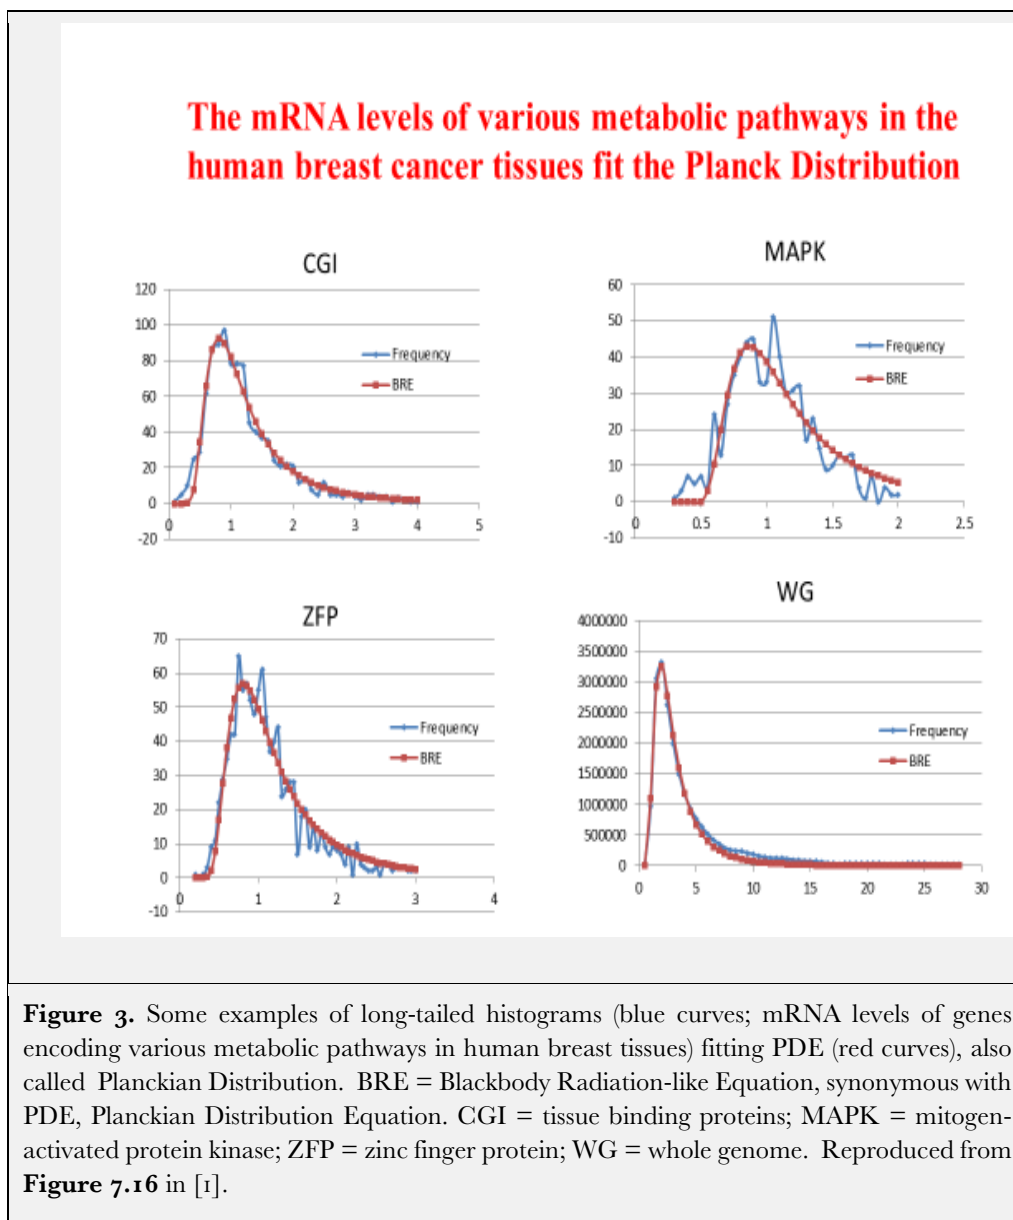 The mRNA levels of various metabolic pathways in the
human breast cancer tissues fit the Planck Distribution
CGI
120
100
80
60
40
20
0
-20
0
1
2
3
4
5
Frequency
BRE
MAPK
60
50
40
30
20
10
0
-10
0
0.5
1
1.5
2
2.5
Frequency
BRE
ZFP
70
60
50
40
30
20
10
0
-10
0
1
2
3
4
Frequency
BRE
WG
4000000
3500000
3000000
2500000
2000000
1500000
1000000
500000
0
0
5
10
15
20
25
30
Frequency
BRE
Figure 3. Some examples of long-tailed histograms (blue curves; mRNA levels of genes
encoding various metabolic pathways in human breast tissues) fitting PDE (red curves), also
called Planckian Distribution. BRE = Blackbody Radiation-like Equation, synonymous with
PDE, Planckian Distribution Equation. CGI = tissue binding proteins; MAPK = mitogen-
activated protein kinase; ZFP = zinc finger protein; WG = whole genome. Reproduced from
Figure 7.16 in [1].